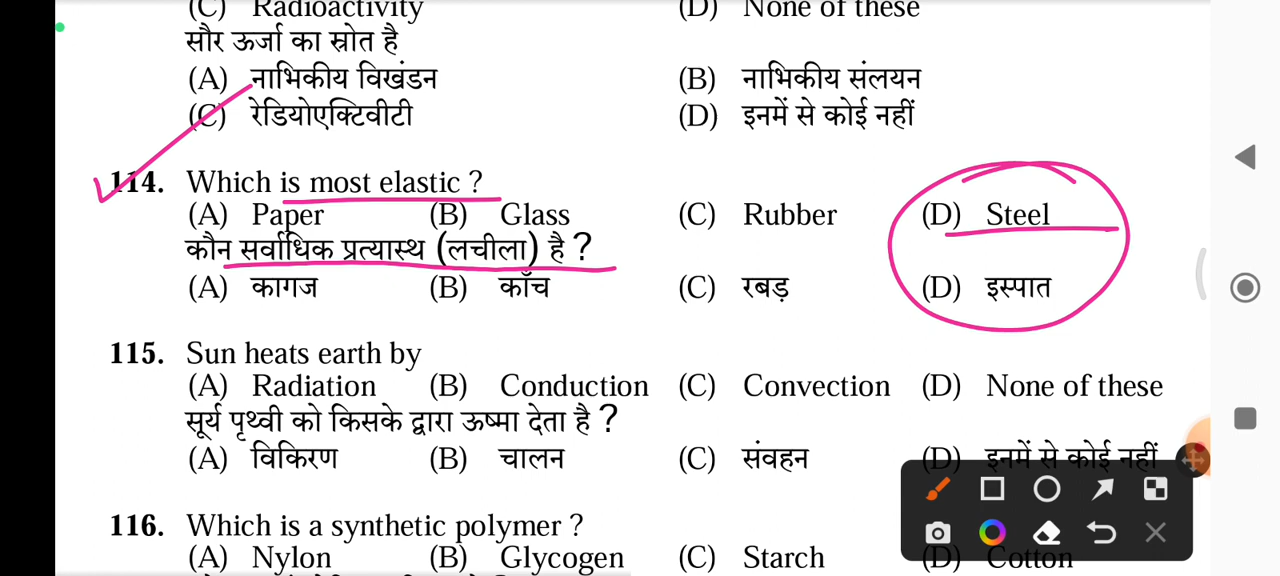 (C) Radioactivity (D) None of these
सौर ऊर्जा का स्रोत है
(A) नाभिकीय विखंडन (B) नाभिकीय संलयन
(C) रेडियोएक्टिवीटी (D) इनमें से कोई नहीं
114. Which is most elastic ?
(A) Paper (B) Glass (C) Rubber (D) Steel
कौन सर्वाधिक प्रत्यास्थ (लचीला) है ?
(A) कागज (B) काँच (C) रबड़ (D) इस्पात
115. Sun heats earth by
(A) Radiation (B) Conduction (C) Convection (D) None of these
सूर्य पृथ्वी को किसके द्वारा ऊष्मा देता है ?
(A) विकिरण (B) चालन (C) संवहन (D) इनमें से कोई नहीं
116. Which is a synthetic polymer ?
(A) Nylon (B) Glycogen (C) Starch (D) Cotton